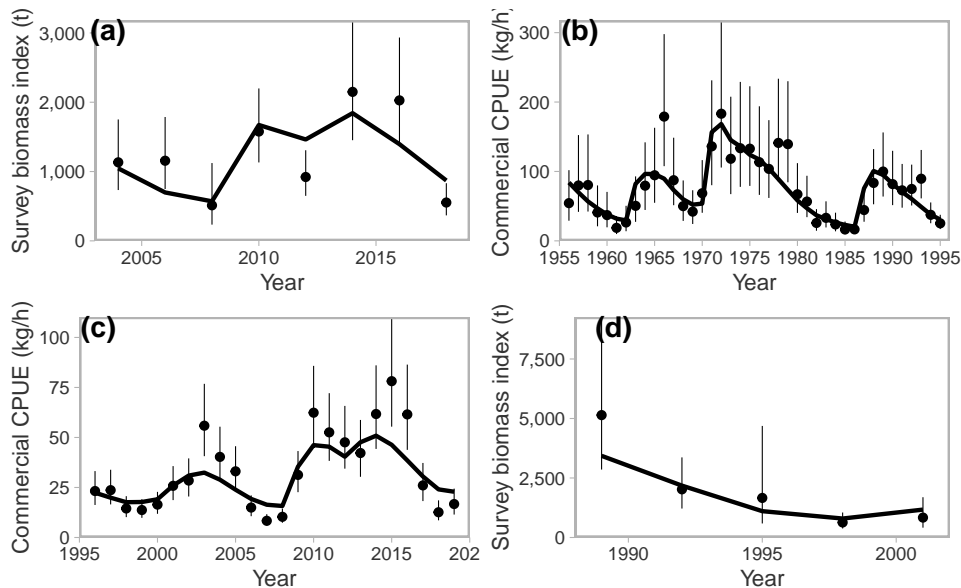 (a)
Survey biomass index (t)
3,000
2,000
1,000
0
2005 2010 2015
Year
(b)
Commercial CPUE (kg/h)
300
200
100
0
1955 1960 1965 1970 1975 1980 1985 1990 1995
Year
(c)
Commercial CPUE (kg/h)
100
75
50
25
0
1995 2000 2005 2010 2015 202
Year
(d)
Survey biomass index (t)
7,500
5,000
2,500
0
1990 1995 2000
Year